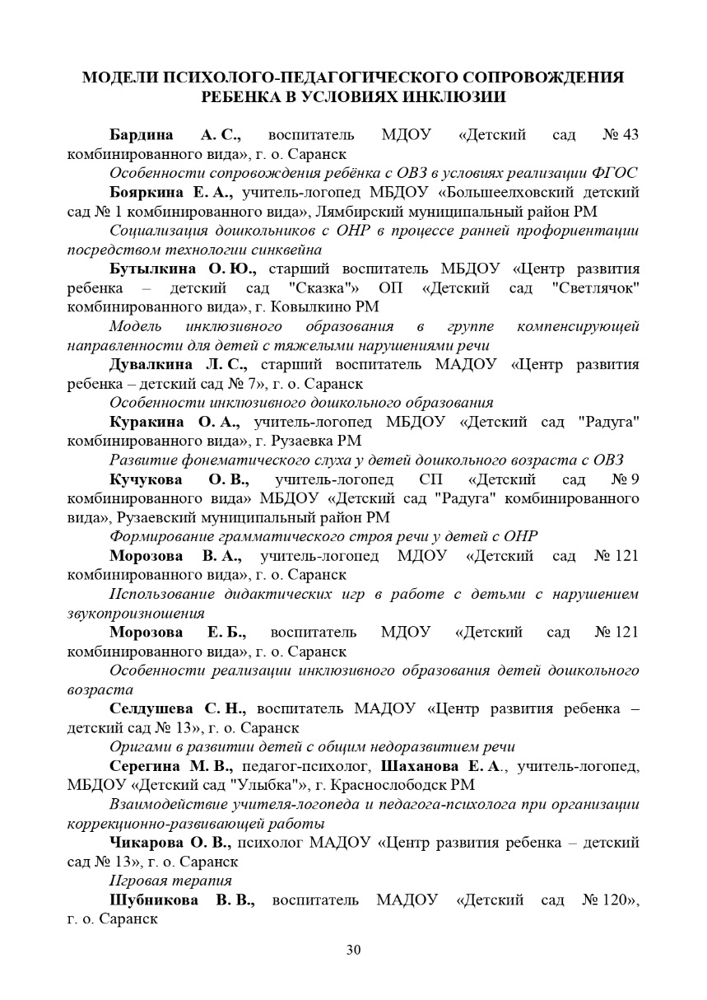 МОДЕЛИ ПСИХОЛОГО-ПЕДАГОГИЧЕСКОГО СОПРОВОЖДЕНИЯ
РЕБЕНКА В УСЛОВИЯХ ИНКЛЮЗИИ
Бардина А. С., воспитатель МДОУ «Детский сад № 43
комбинированного вида», г. о. Саранск
Особенности сопровождения ребёнка с ОВЗ в условиях реализации ФГОС
Бояркина Е. А., учитель-логопед МБДОУ «Большеелховский детский
сад № 1 комбинированного вида», Лямбирский муниципальный район РМ
Социализация дошкольников с ОНР в процессе ранней профориентации
посредством технологии синквейна
Бутылкина О. Ю., старший воспитатель МБДОУ «Центр развития
ребенка – детский сад "Сказка"» ОП «Детский сад "Светлячок"
комбинированного вида», г. Ковылкино РМ
Модель инклюзивного образования в группе компенсирующей
направленности для детей с тяжелыми нарушениями речи
Дувалкина Л. С., старший воспитатель МАДОУ «Центр развития
ребенка – детский сад № 7», г. о. Саранск
Особенности инклюзивного дошкольного образования
Куракина О. А., учитель-логопед МБДОУ «Детский сад "Радуга"
комбинированного вида», г. Рузаевка РМ
Развитие фонематического слуха у детей дошкольного возраста с ОВЗ
Кучукова О. В., учитель-логопед СП «Детский сад № 9
комбинированного вида» МБДОУ «Детский сад "Радуга" комбинированного
вида», Рузаевский муниципальный район РМ
Формирование грамматического строя речи у детей с ОНР
Морозова В. А., учитель-логопед МДОУ «Детский сад № 121
комбинированного вида», г. о. Саранск
Использование дидактических игр в работе с детьми с нарушением
звукопроизношения
Морозова Е. Б., воспитатель МДОУ «Детский сад № 121
комбинированного вида», г. о. Саранск
Особенности реализации инклюзивного образования детей дошкольного
возраста
Селдушева С. Н., воспитатель МАДОУ «Центр развития ребенка –
детский сад № 13», г. о. Саранск
Оригами в развитии детей с общим недоразвитием речи
Серегина М. В., педагог-психолог, Шаханова Е. А., учитель-логопед,
МБДОУ «Детский сад "Улыбка"», г. Краснослободск РМ
Взаимодействие учителя-логопеда и педагога-психолога при организации
коррекционно-развивающей работы
Чикарова О. В., психолог МАДОУ «Центр развития ребенка – детский
сад № 13», г. о. Саранск
Игровая терапия
Шубникова В. В., воспитатель МАДОУ «Детский сад № 120»,
г. о. Саранск
30